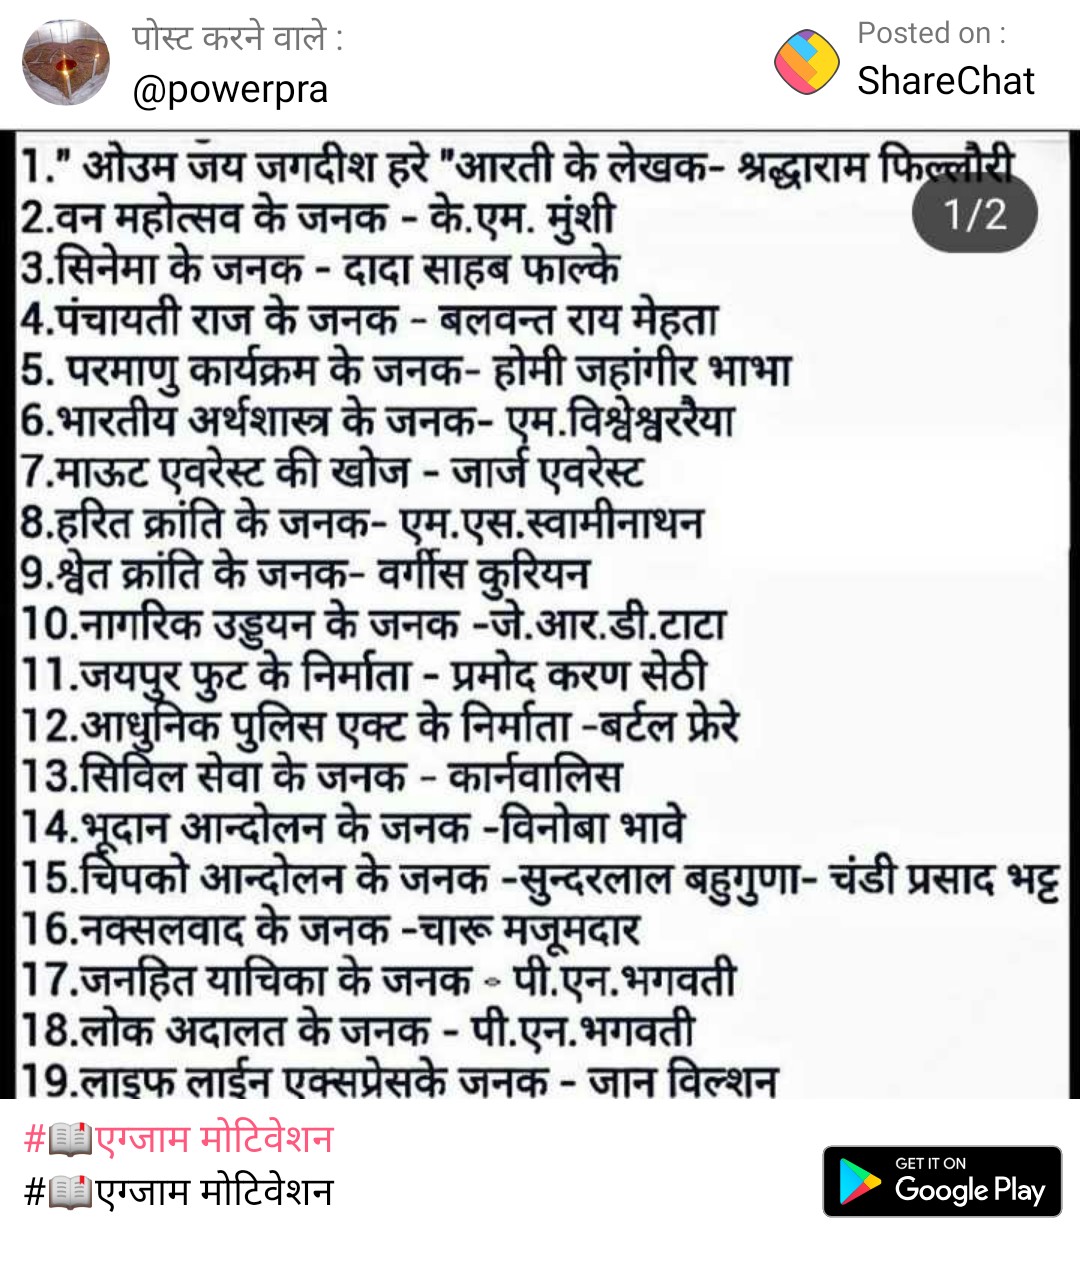 पोस्ट करने वाले :
@powerpra
Posted on :
ShareChat
1." ओउम जय जगदीश हरे "आरती के लेखक- श्रद्धाराम फिल्लौरी
1/2
2.वन महोत्सव के जनक - के.एम. मुंशी
3.सिनेमा के जनक - दादा साहब फाल्के
4.पंचायती राज के जनक - बलवन्त राय मेहता
5. परमाणु कार्यक्रम के जनक- होमी जहांगीर भाभा
6.भारतीय अर्थशास्त्र के जनक- एम.विश्वेश्वररैया
7.माऊट एवरेस्ट की खोज - जार्ज एवरेस्ट
8.हरित क्रांति के जनक- एम.एस.स्वामीनाथन
9.श्वेत क्रांति के जनक- वर्गीस कुरियन
10.नागरिक उड्डयन के जनक -जे.आर.डी.टाटा
11.जयपुर फुट के निर्माता - प्रमोद करण सेठी
12.आधुनिक पुलिस एक्ट के निर्माता -बर्टल फ्रेरे
13.सिविल सेवा के जनक - कार्नवालिस
14.भूदान आन्दोलन के जनक -विनोबा भावे
15.चिपको आन्दोलन के जनक -सुन्दरलाल बहुगुणा- चंडी प्रसाद भट्ट
16.नक्सलवाद के जनक -चारू मजूमदार
17.जनहित याचिका के जनक - पी.एन.भगवती
18.लोक अदालत के जनक - पी.एन.भगवती
19.लाइफ लाईन एक्सप्रेसके जनक - जान विल्शन
#📖एग्जाम मोटिवेशन
#📖एग्जाम मोटिवेशन
GET IT ON
Google Play